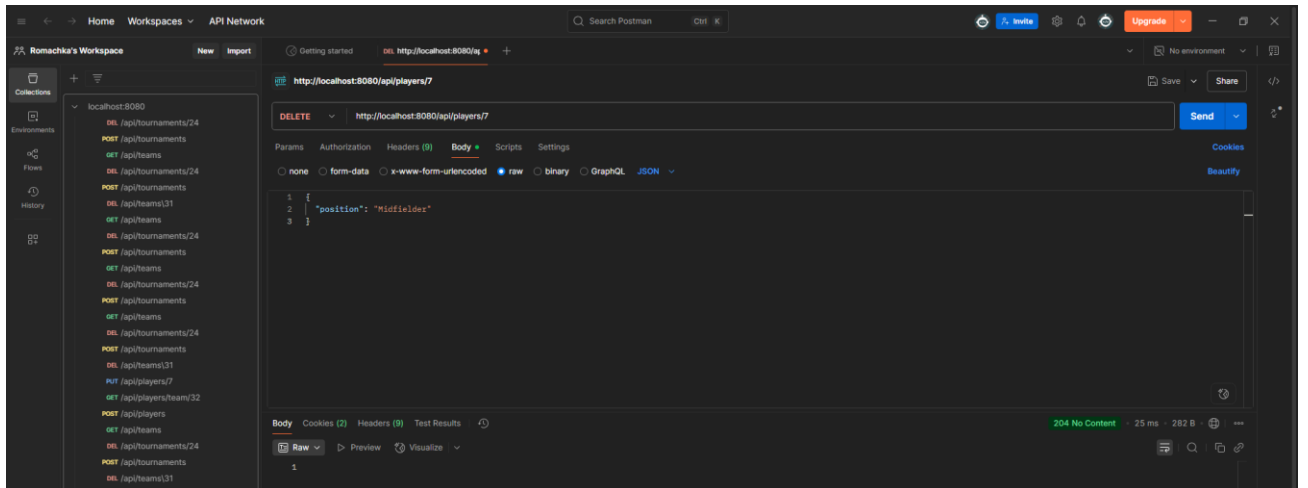 Home Workspaces API Network Search Postman Ctrl K Invite Upgrade
Romachka's Workspace New Import Getting started DEL http://localhost:8080/ap + No environment
http://localhost:8080/api/players/7 Save Share
Collections
Environments
Flows
History
localhost:8080
DEL /api/tournaments/24
POST /api/tournaments
GET /api/teams
DEL /api/tournaments/24
POST /api/tournaments
DEL /api/teams\31
GET /api/teams
DEL /api/tournaments/24
POST /api/tournaments
GET /api/teams
DEL /api/tournaments/24
POST /api/tournaments
GET /api/teams
DEL /api/tournaments/24
POST /api/tournaments
DEL /api/teams\31
PUT /api/players/7
GET /api/players/team/32
POST /api/players
GET /api/teams
DEL /api/tournaments/24
POST /api/tournaments
DEL /api/teams\31
DELETE http://localhost:8080/api/players/7 Send
Params Authorization Headers (9) Body Scripts Settings Cookies
none form-data x-www-form-urlencoded raw binary GraphQL JSON Beautify
1 {
2 "position": "Midfielder"
3 }
Body Cookies (2) Headers (9) Test Results 204 No Content 25 ms 282 B
Raw Preview Visualize
1